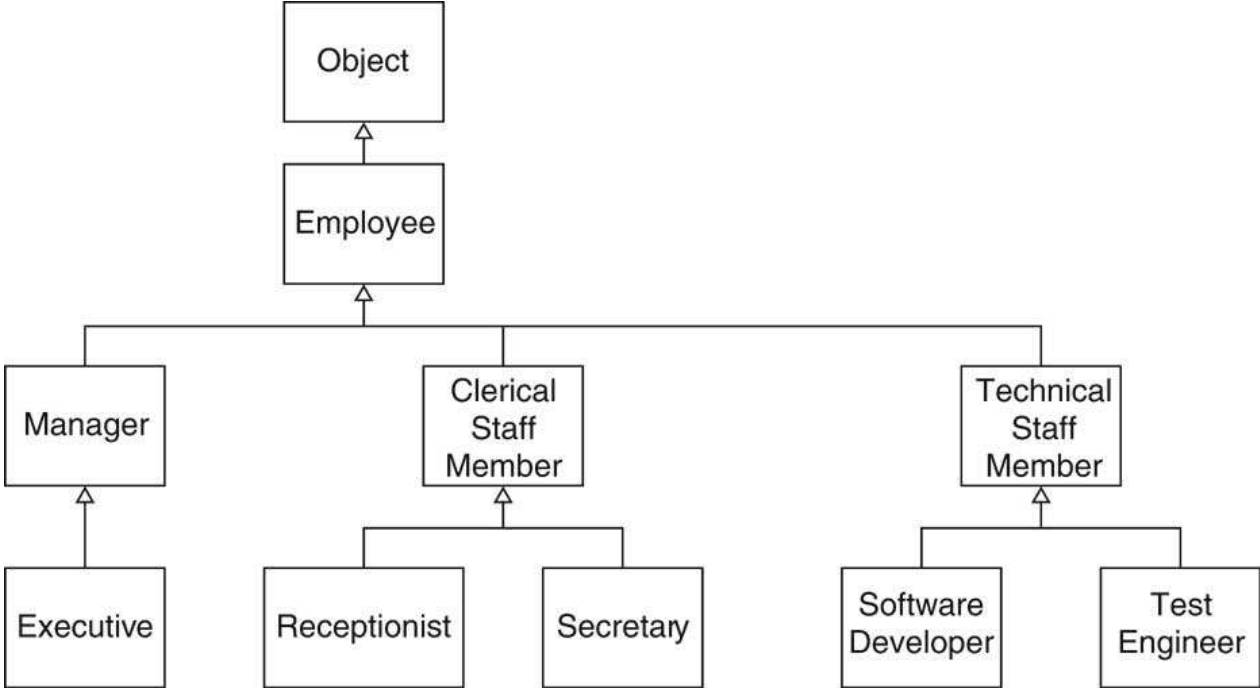 Object
Employee
Manager
Clerical
Staff
Member
Technical
Staff
Member
Executive
Receptionist
Secretary
Software
Developer
Test
Engineer